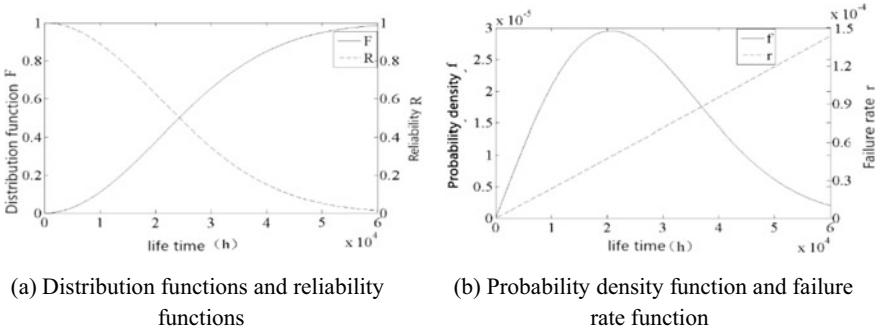 1
0.8
0.6
0.4
0.2
0
Distribution function F
1
0.8
0.6
0.4
0.2
0
Reliability R
F
R
0 1 2 3 4 5 6
x 10⁴
life time (h)
3 x 10⁻⁵
2.5
2
1.5
1
0.5
0
Probability density f
x 10⁻⁴
1.5
1.2
0.9
0.6
0.3
0
Failure rate r
f
r
0 1 2 3 4 5 6
x 10⁴
life time (h)
(a) Distribution functions and reliability
functions
(b) Probability density function and failure
rate function